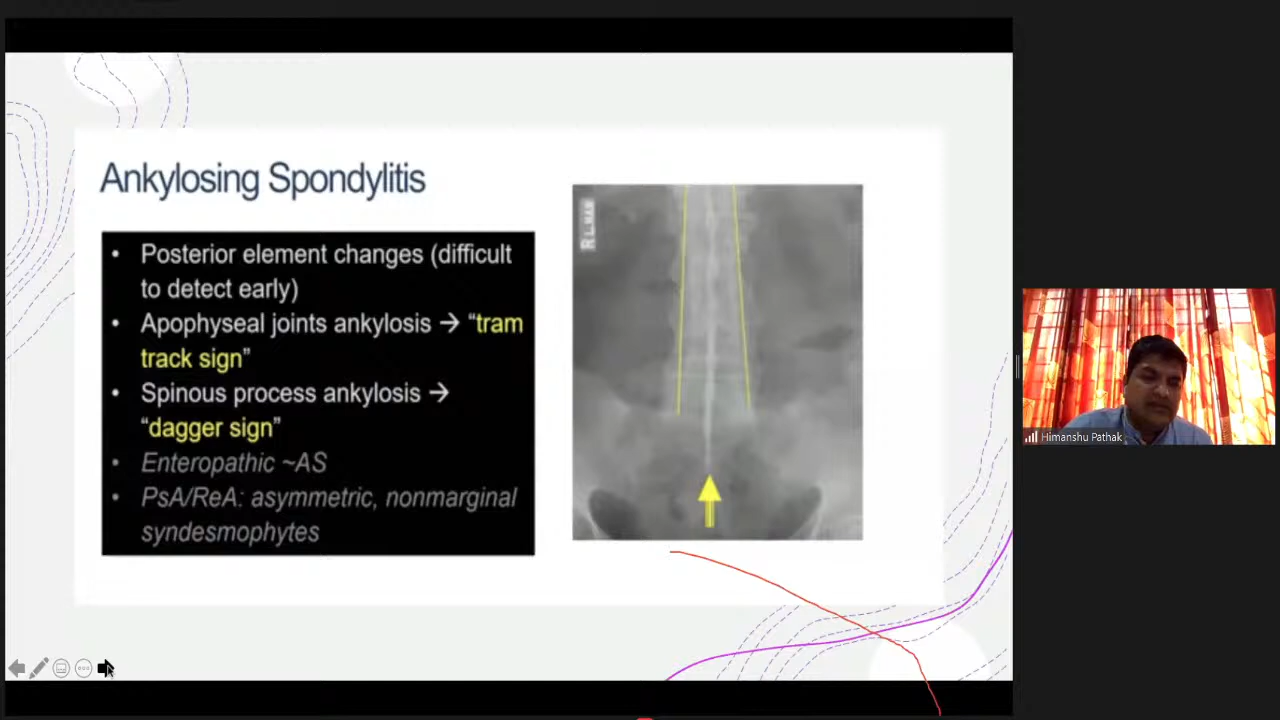 Ankylosing Spondylitis
• Posterior element changes (difficult
to detect early)
• Apophyseal joints ankylosis → “tram
track sign”
• Spinous process ankylosis →
“dagger sign”
• Enteropathic ~AS
• PsA/ReA: asymmetric, nonmarginal
syndesmophytes
Himanshu Pathak